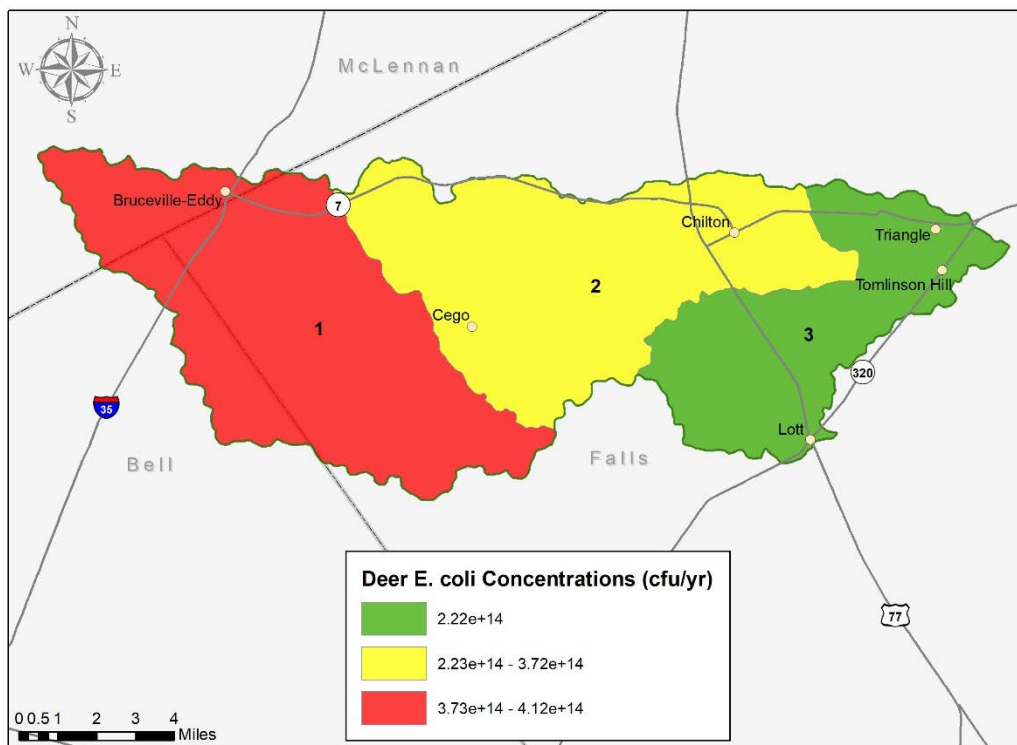 N
W E
S
McLennan
Bruceville-Eddy
7
Chilton
Triangle
2
Tomlinson Hill
Cego
1
3
320
35
Lott
Bell
Falls
Deer E. coli Concentrations (cfu/yr)
2.22e+14
2.23e+14 - 3.72e+14
3.73e+14 - 4.12e+14
77
0 0.5 1 2 3 4
Miles